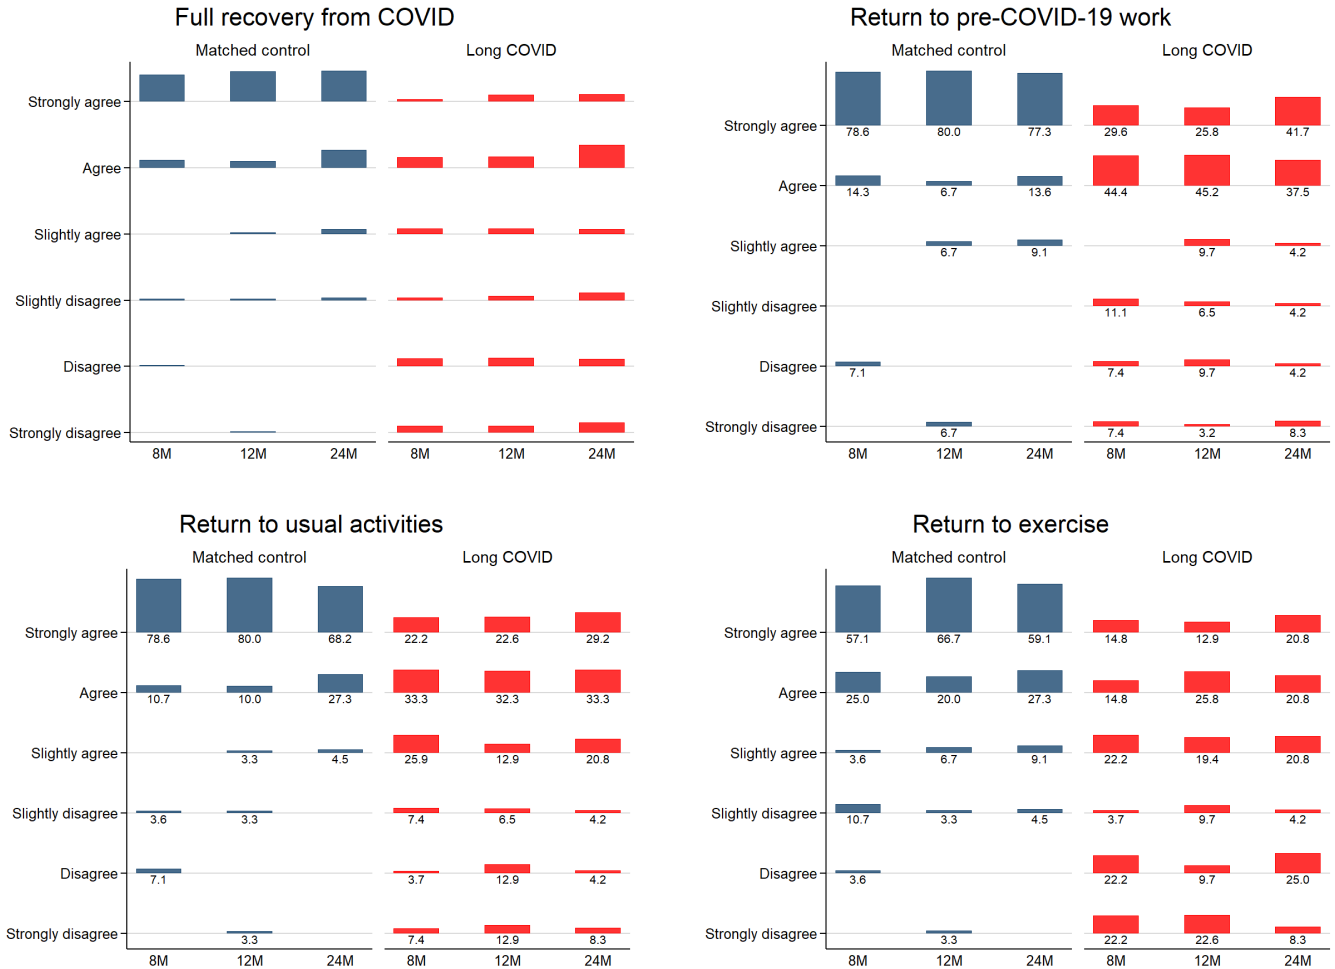 Full recovery from COVID
Matched control Long COVID
Strongly agree
Agree
Slightly agree
Slightly disagree
Disagree
Strongly disagree
8M 12M 24M 8M 12M 24M
Return to pre-COVID-19 work
Matched control Long COVID
Strongly agree
78.6 80.0 77.3 29.6 25.8 41.7
Agree
14.3 6.7 13.6 44.4 45.2 37.5
Slightly agree
6.7 9.1 9.7 4.2
Slightly disagree
11.1 6.5 4.2
Disagree
7.1 7.4 9.7 4.2
Strongly disagree
6.7 7.4 3.2 8.3
8M 12M 24M 8M 12M 24M
Return to usual activities
Matched control Long COVID
Strongly agree
78.6 80.0 68.2 22.2 22.6 29.2
Agree
10.7 10.0 27.3 33.3 32.3 33.3
Slightly agree
3.3 4.5 25.9 12.9 20.8
Slightly disagree
3.6 3.3 7.4 6.5 4.2
Disagree
7.1 3.7 12.9 4.2
Strongly disagree
3.3 7.4 12.9 8.3
8M 12M 24M 8M 12M 24M
Return to exercise
Matched control Long COVID
Strongly agree
57.1 66.7 59.1 14.8 12.9 20.8
Agree
25.0 20.0 27.3 14.8 25.8 20.8
Slightly agree
3.6 6.7 9.1 22.2 19.4 20.8
Slightly disagree
10.7 3.3 4.5 3.7 9.7 4.2
Disagree
3.6 22.2 9.7 25.0
Strongly disagree
3.3 22.2 22.6 8.3
8M 12M 24M 8M 12M 24M